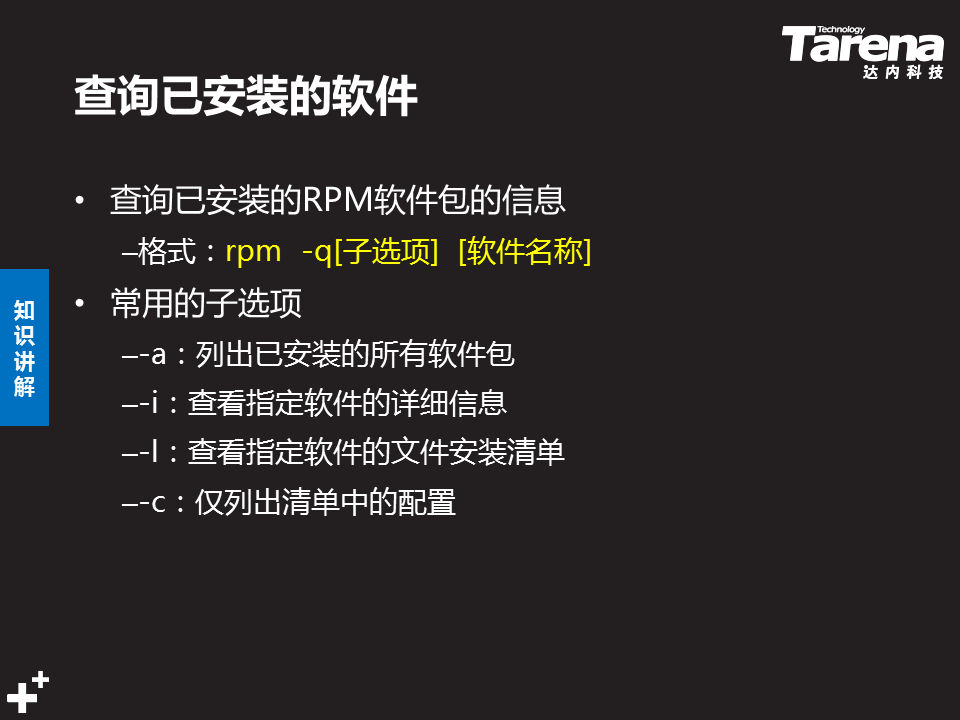 Technology
Tarena
达内科技
查询已安装的软件
• 查询已安装的RPM软件包的信息
–格式：rpm -q[子选项] [软件名称]
• 常用的子选项
–-a：列出已安装的所有软件包
–-i：查看指定软件的详细信息
–-l：查看指定软件的文件安装清单
–-c：仅列出清单中的配置
知识讲解